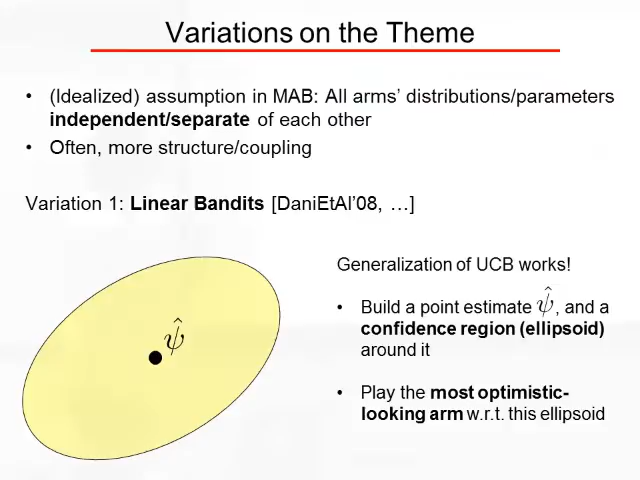 Variations on the Theme
• (Idealized) assumption in MAB: All arms' distributions/parameters
independent/separate of each other
• Often, more structure/coupling
Variation 1: Linear Bandits [DaniEtAl'08, …]
Generalization of UCB works!
• Build a point estimate ψ̂, and a
confidence region (ellipsoid)
around it
ψ̂
• Play the most optimistic-
looking arm w.r.t. this ellipsoid